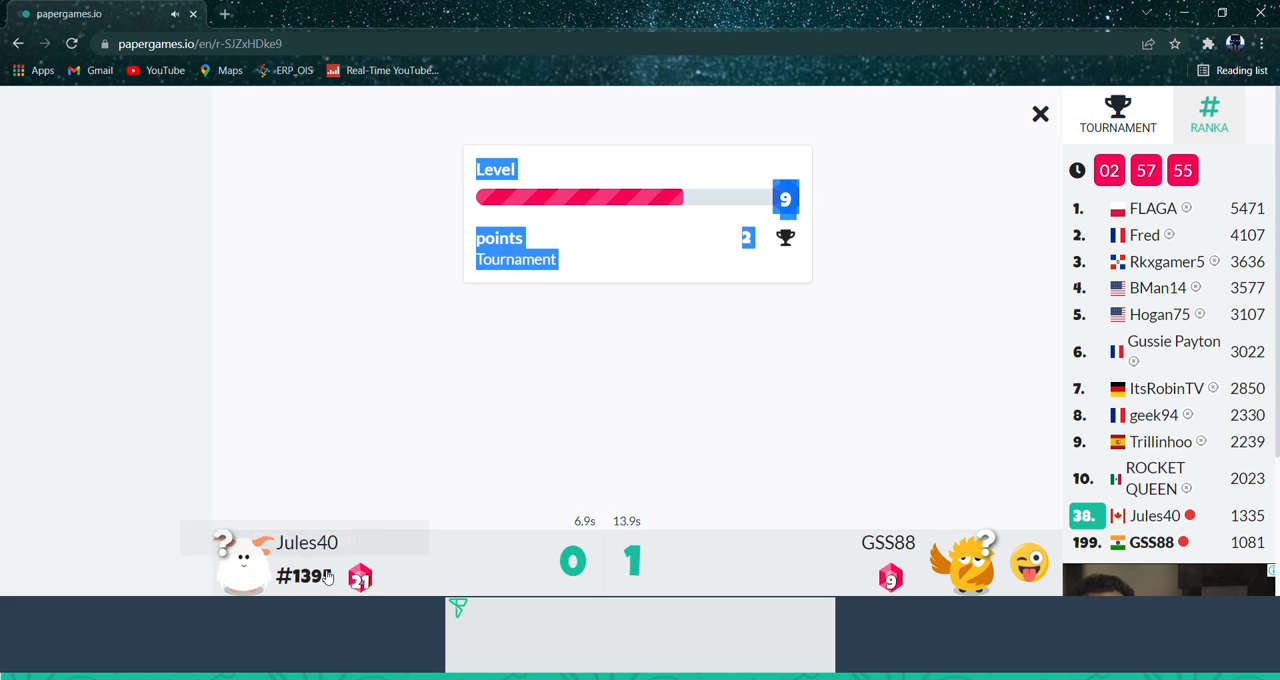 papergames.io
papergames.io/en/r-SJZxHDke9
Apps Gmail YouTube Maps ERP_OIS Real-Time YouTube... Reading list
TOURNAMENT # RANKA
02 57 55
Level
9
points 2
Tournament
1. FLAGA 5471
2. Fred 4107
3. Rkxgamer5 3636
4. BMan14 3577
5. Hogan75 3107
6. Gussie Payton 3022
7. ItsRobinTV 2850
8. geek94 2330
9. Trillinhoo 2239
10. ROCKET QUEEN 2023
38. Jules40 1335
199. GSS88 1081
6.9s 13.9s
Jules40 0 1 GSS88
21 9